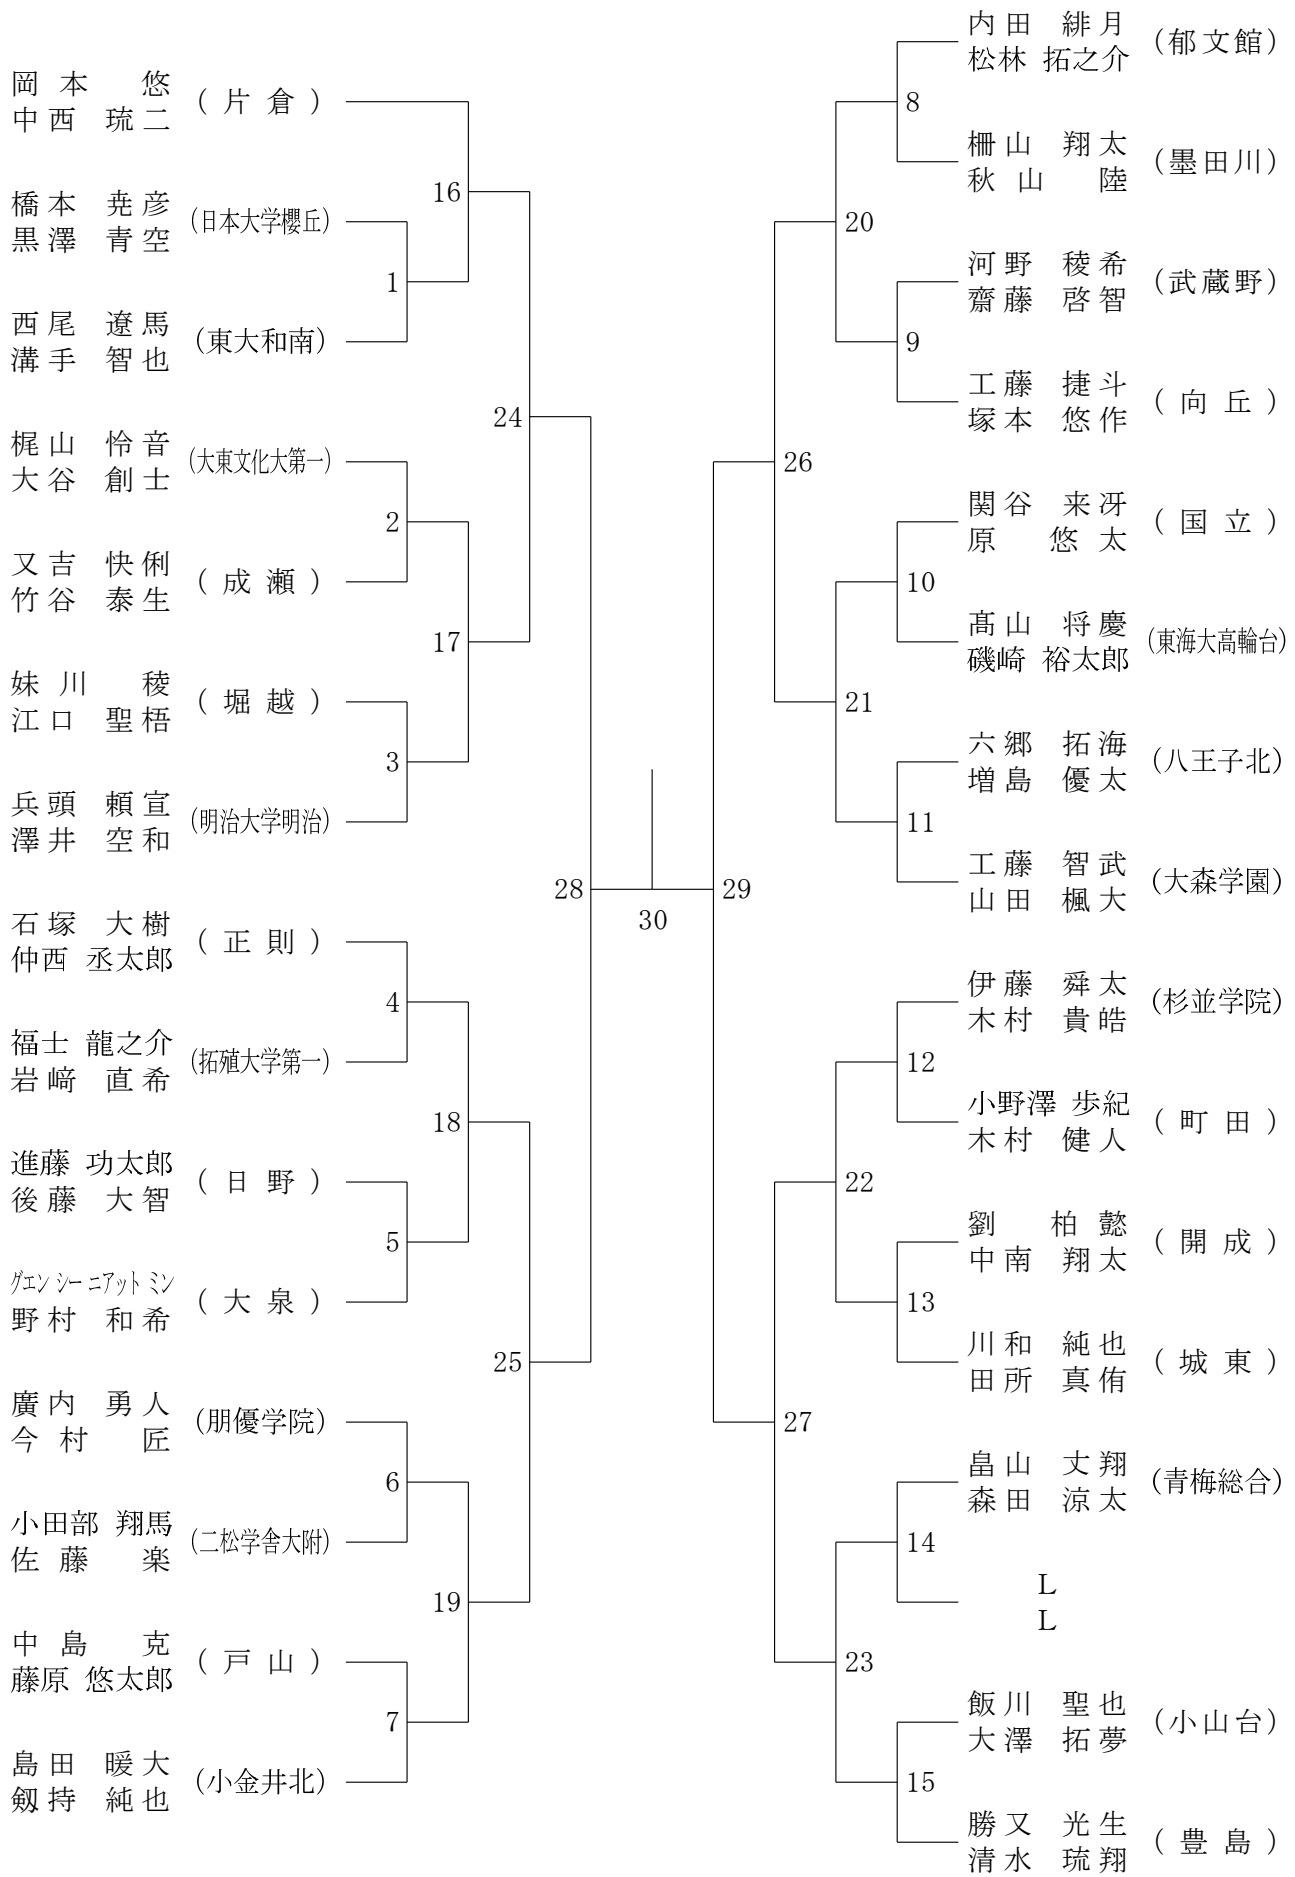 岡本 悠
中西 琉二
(片倉)
橋本 尭彦
黒澤 青空
(日本大学櫻丘)
西尾 遼馬
溝手 智也
(東大和南)
梶山 怜音
大谷 創士
(大東文化大第一)
又吉 快俐
竹谷 泰生
(成瀬)
妹川 稜
江口 聖梧
(堀越)
兵頭 頼宣
澤井 空和
(明治大学明治)
石塚 大樹
仲西 丞太郎
(正則)
福士 龍之介
岩﨑 直希
(拓殖大学第一)
進藤 功太郎
後藤 大智
(日野)
グエン シー ニアット ミン
野村 和希
(大泉)
廣内 勇人
今村 匠
(朋優学院)
小田部 翔馬
佐藤 楽
(二松学舎大附)
中島 克
藤原 悠太郎
(戸山)
島田 暖大
劔持 純也
(小金井北)
1
2
3
4
5
6
7
16
17
18
19
24
25
28
30
29
26
27
20
21
22
23
8
9
10
11
12
13
14
15
内田 緋月
松林 拓之介
(郁文館)
柵山 翔太
秋山 陸
(墨田川)
河野 稜希
齋藤 啓智
(武蔵野)
工藤 捷斗
塚本 悠作
(向丘)
関谷 来冴
原 悠太
(国立)
髙山 将慶
磯崎 裕太郎
(東海大高輪台)
六郷 拓海
増島 優太
(八王子北)
工藤 智武
山田 楓大
(大森学園)
伊藤 舜太
木村 貴皓
(杉並学院)
小野澤 歩紀
木村 健人
(町田)
劉 柏懿
中南 翔太
(開成)
川和 純也
田所 真侑
(城東)
畠山 丈翔
森田 涼太
(青梅総合)
L
L
飯川 聖也
大澤 拓夢
(小山台)
勝又 光生
清水 琉翔
(豊島)